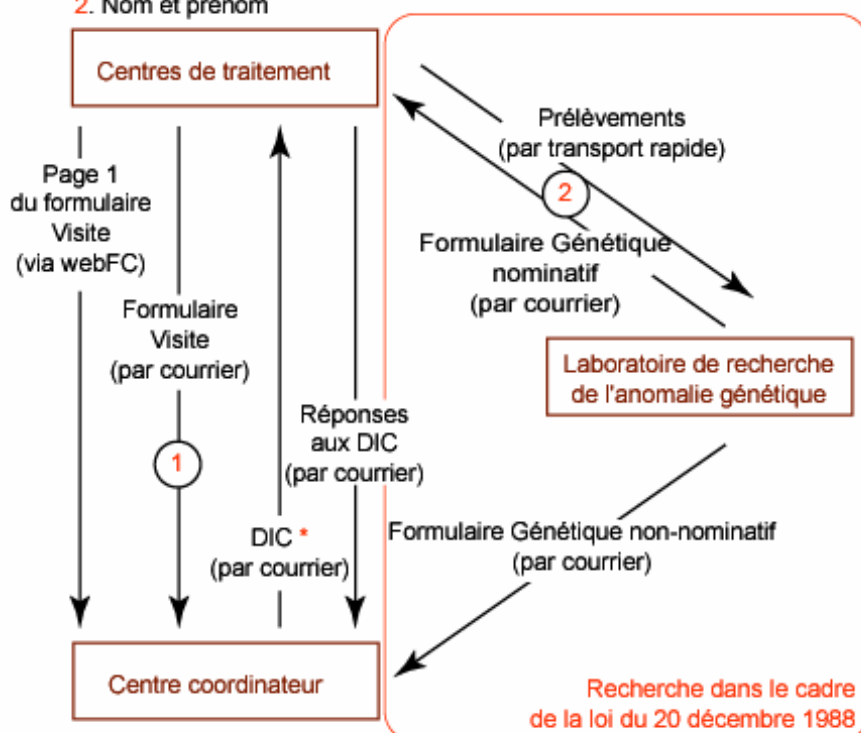 2. Nom et prénom
Centres de traitement
Prélèvements
(par transport rapide)
2
Formulaire Génétique
nominatif
(par courrier)
Page 1
du formulaire
Visite
(via webFC)
Formulaire
Visite
(par courrier)
1
Laboratoire de recherche
de l'anomalie génétique
Réponses
aux DIC
(par courrier)
DIC *
(par courrier)
Formulaire Génétique non-nominatif
(par courrier)
Centre coordinateur
Recherche dans le cadre
de la loi du 20 décembre 1988